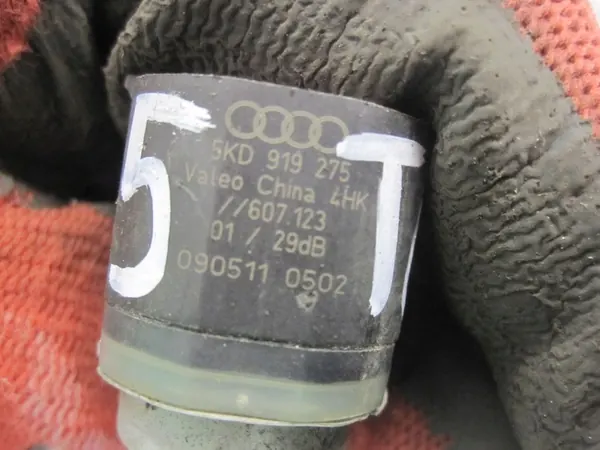 5 T
5KD 919 275
Valeo China 4HK
//607.123
01 / 29dB
090511 0502